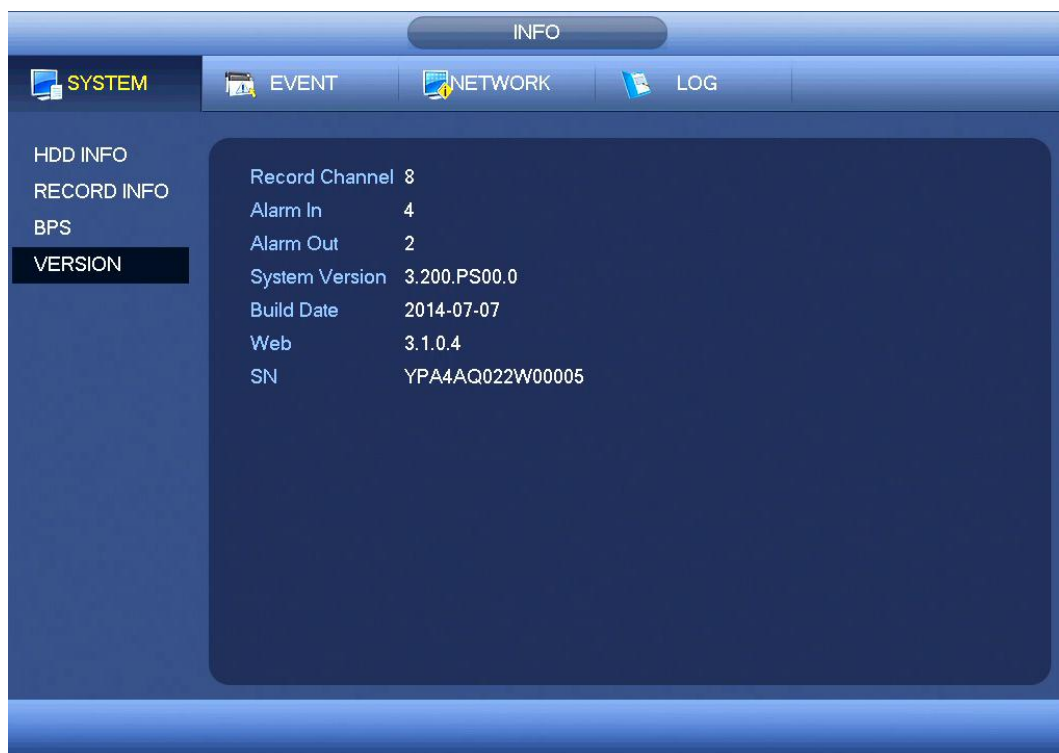 INFO
SYSTEM EVENT NETWORK LOG
HDD INFO
RECORD INFO
BPS
VERSION
Record Channel 8
Alarm In 4
Alarm Out 2
System Version 3.200.PS00.0
Build Date 2014-07-07
Web 3.1.0.4
SN YPA4AQ022W00005